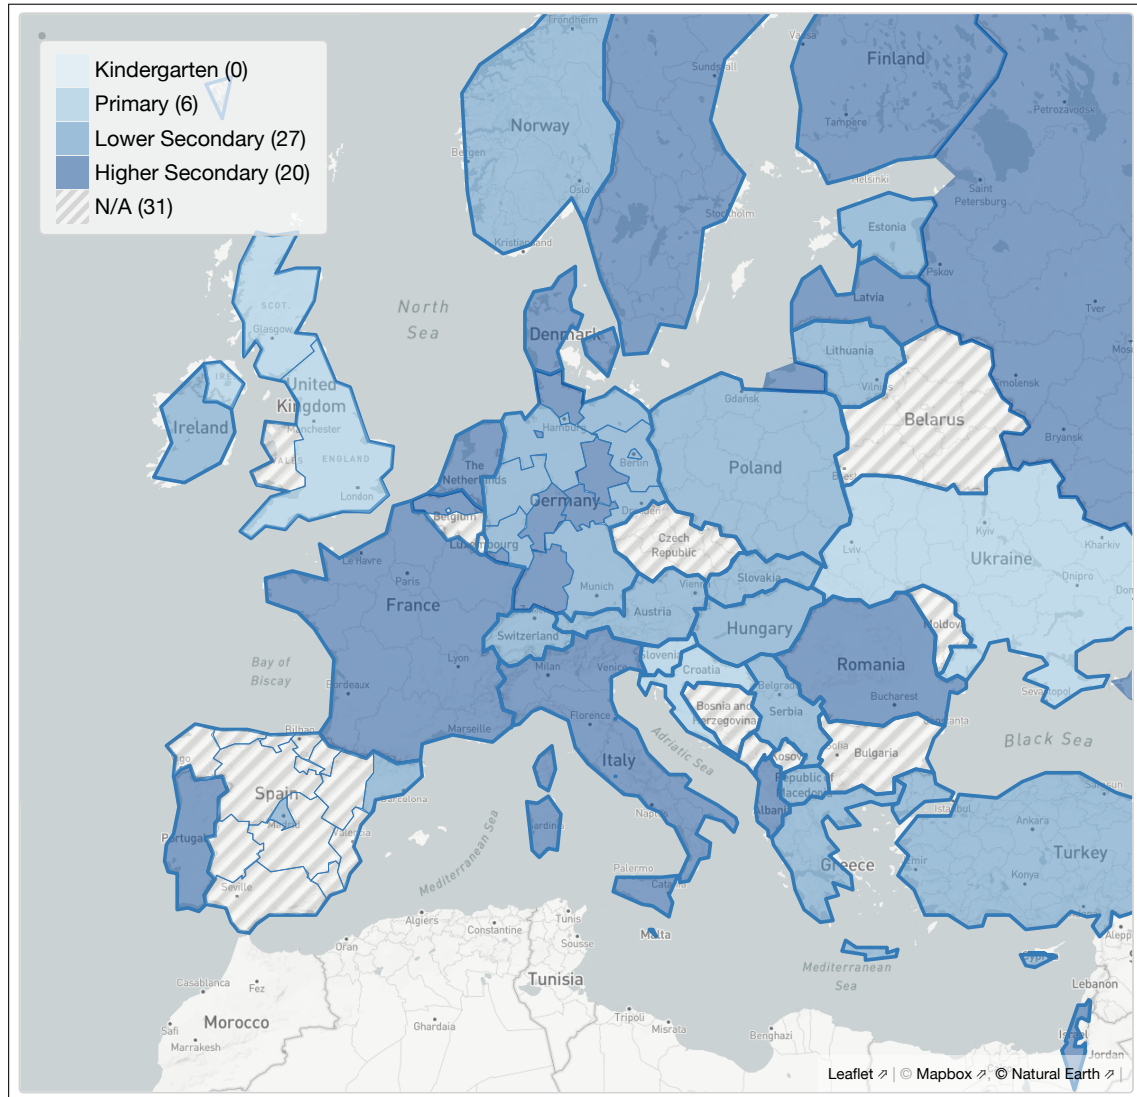 Kindergarten (0)
Primary (6)
Lower Secondary (27)
Higher Secondary (20)
N/A (31)
Trondheim
Vaasa
Finland
Sundsvall
Petrozavodsk
Tampere
Norway
Bergen
Oslo
Helsinki
Saint
Petersburg
Stockholm
Kristiansand
Estonia
Pskov
North
Sea
SCOT.
Glasgow
Latvia
Tver
Denmark
Lithuania
Vilnius
Smolensk
United
Kingdom
Manchester
Ireland
WALES
ENGLAND
London
Gdańsk
Belarus
Bryansk
Hamburg
Berlin
The
Netherlands
Poland
Germany
Dresden
Brest
Belgium
Luxembourg
Czech
Republic
Kyiv
Lviv
Kharkiv
Ukraine
Dnipro
Le Havre
Paris
France
Munich
Vienna
Slovakia
Austria
Hungary
Switzerland
Moldova
Bay of
Biscay
Lyon
Milan
Venice
Slovenia
Croatia
Romania
Bordeaux
Belgrade
Bucharest
Sevastopol
Bosnia and
Herzegovina
Serbia
Constanta
Marseille
Florence
Adriatic Sea
Black Sea
Bilbao
Italy
Kosovo
Sofia
Bulgaria
Spain
Barcelona
Republic of
Macedonia
Samsun
Istanbul
Madrid
Portugal
Valencia
Sardinia
Naples
Albania
Ankara
Turkey
Greece
Izmir
Konya
Mediterranean Sea
Palermo
Catania
Seville
Algiers
Constantine
Tunis
Sousse
Malta
Oran
Mediterranean
Sea
Cyprus
Aleppo
Lebanon
Tunisia
Casablanca
Fez
Morocco
Safi
Marrakesh
Ghardaia
Tripoli
Misrata
Benghazi
Israel
Jordan
Leaflet ⇗ | © Mapbox ⇗, © Natural Earth ⇗ |